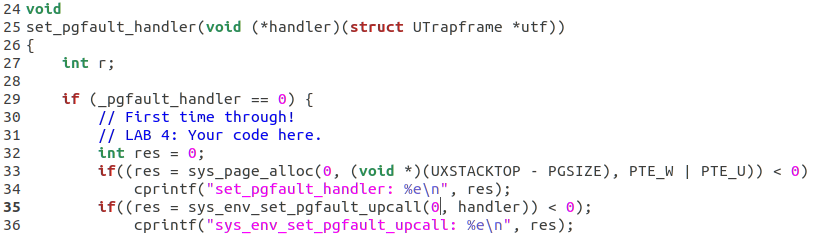 24 void
25 set_pgfault_handler(void (*handler)(struct UTrapframe *utf))
26 {
27     int r;
28
29     if (_pgfault_handler == 0) {
30         // First time through!
31         // LAB 4: Your code here.
32         int res = 0;
33         if((res = sys_page_alloc(0, (void *)(UXSTACKTOP - PGSIZE), PTE_W | PTE_U)) < 0)
34             cprintf("set_pgfault_handler: %e\n", res);
35         if((res = sys_env_set_pgfault_upcall(0, handler)) < 0);
36             cprintf("sys_env_set_pgfault_upcall: %e\n", res);